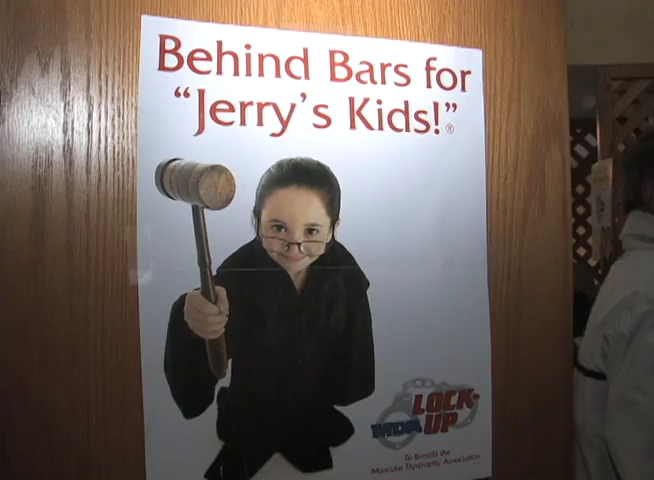 Behind Bars for
“Jerry’s Kids!”®
LOCK-
MDA UP
To Benefit the
Muscular Dystrophy Association